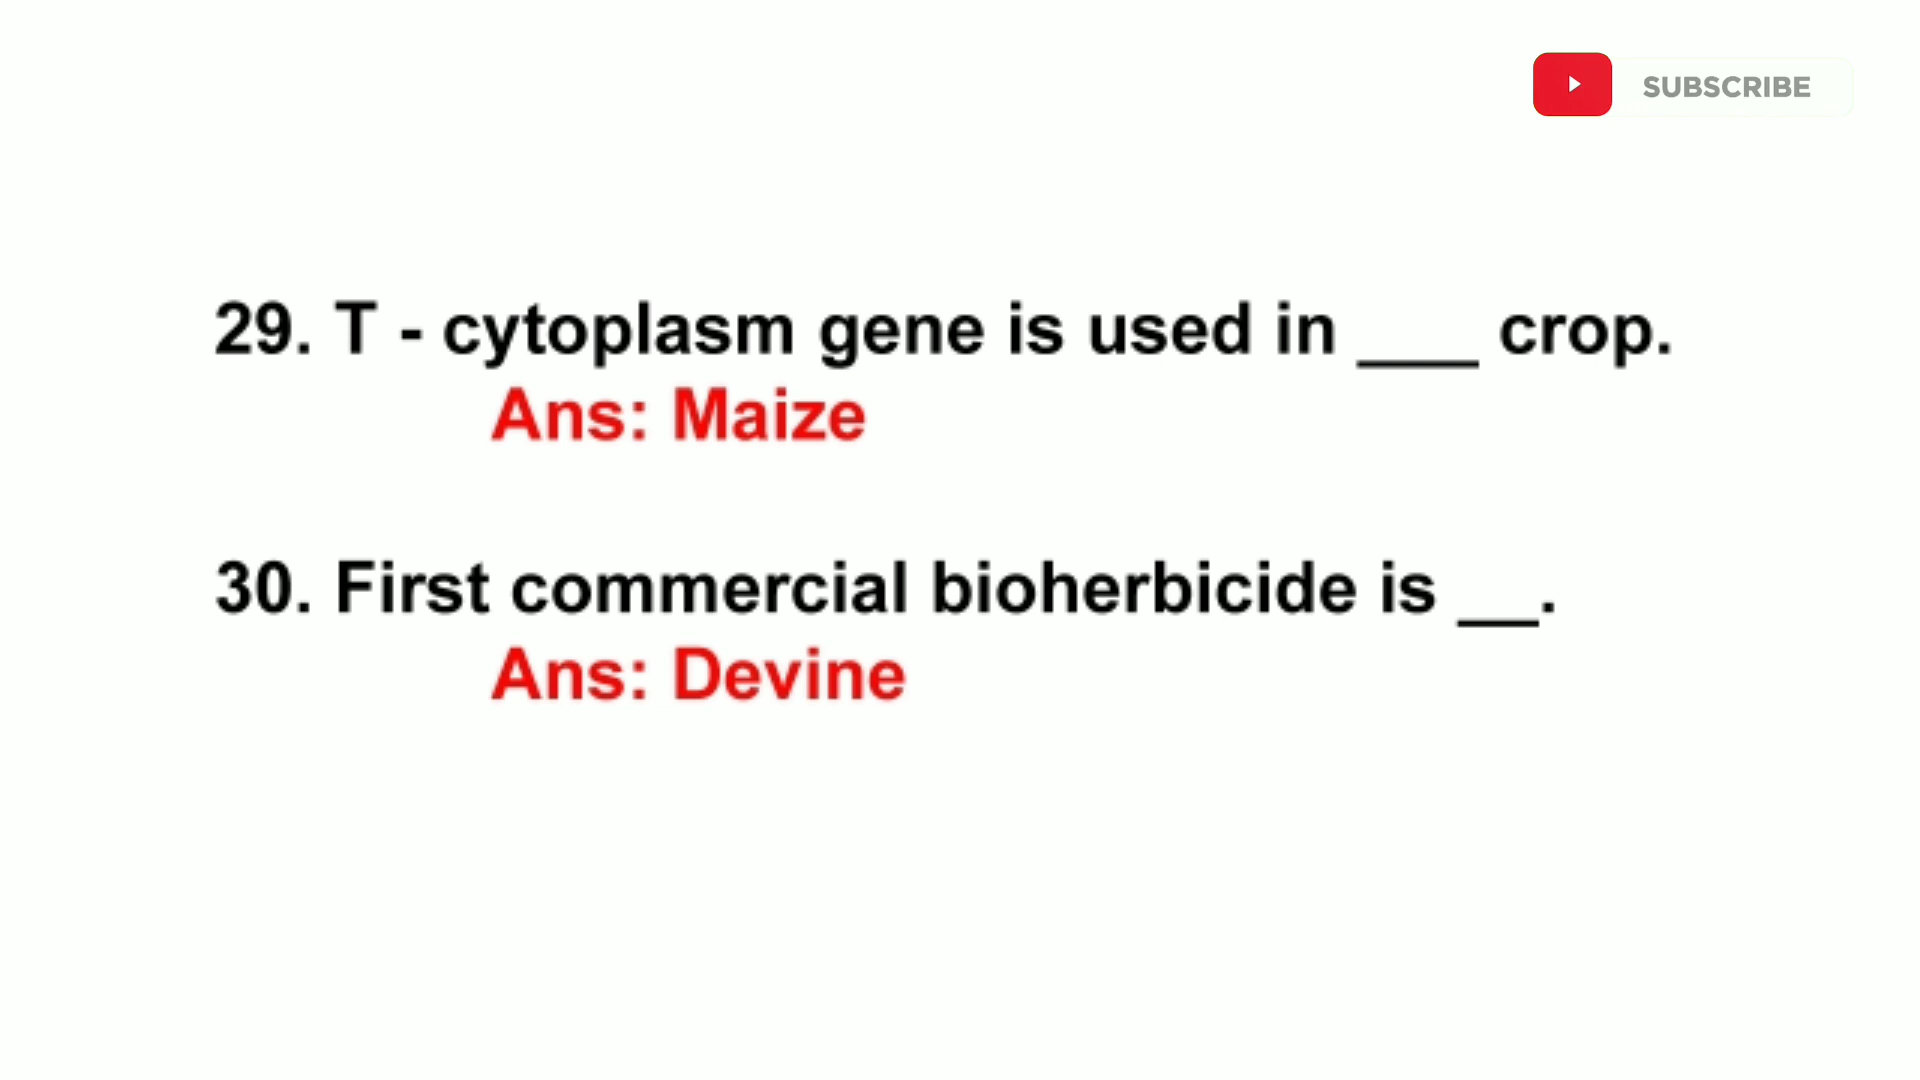 SUBSCRIBE
29. T - cytoplasm gene is used in ___ crop.
Ans: Maize
30. First commercial bioherbicide is __.
Ans: Devine